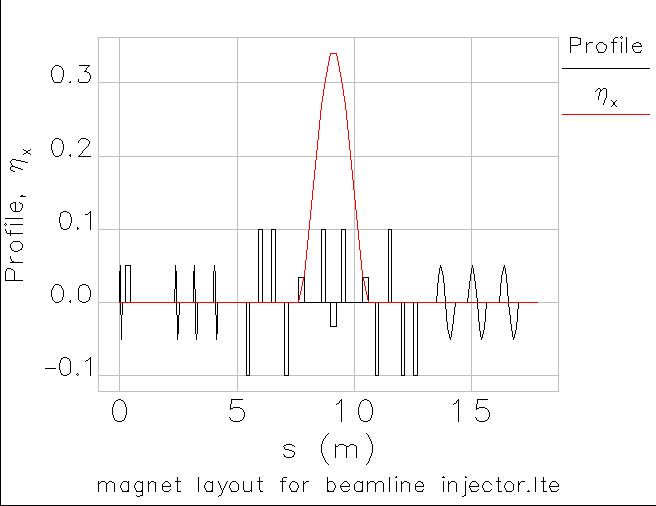 Profile
ηx
0.3
0.2
0.1
0.0
-0.1
Profile, ηx
0 5 10 15
s (m)
magnet layout for beamline injector.lte